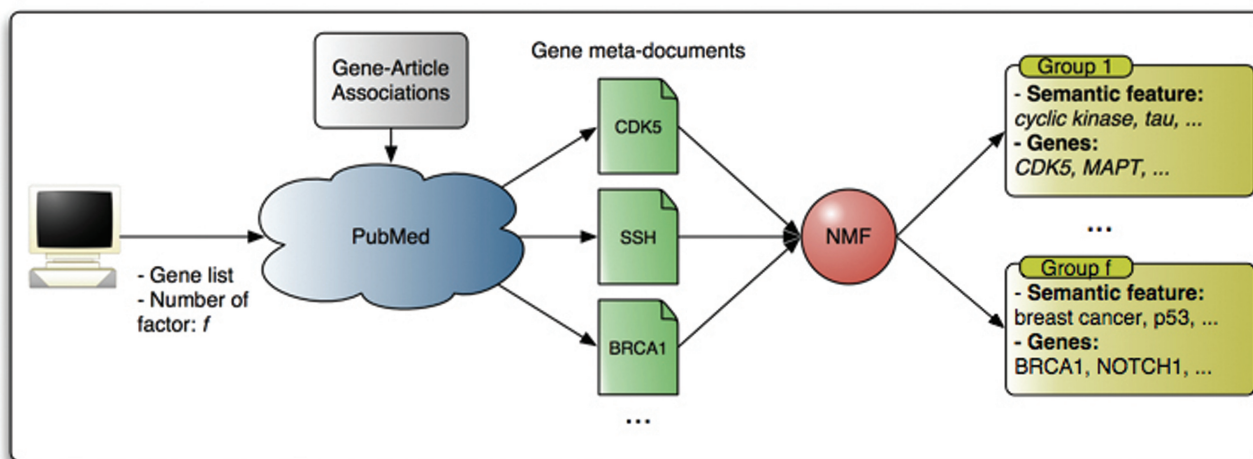 Gene-Article
Associations
Gene meta-documents
PubMed
- Gene list
- Number of
factor: f
CDK5
SSH
BRCA1
...
NMF
Group 1
- Semantic feature:
cyclic kinase, tau, ...
- Genes:
CDK5, MAPT, ...
...
Group f
- Semantic feature:
breast cancer, p53, ...
- Genes:
BRCA1, NOTCH1, ...